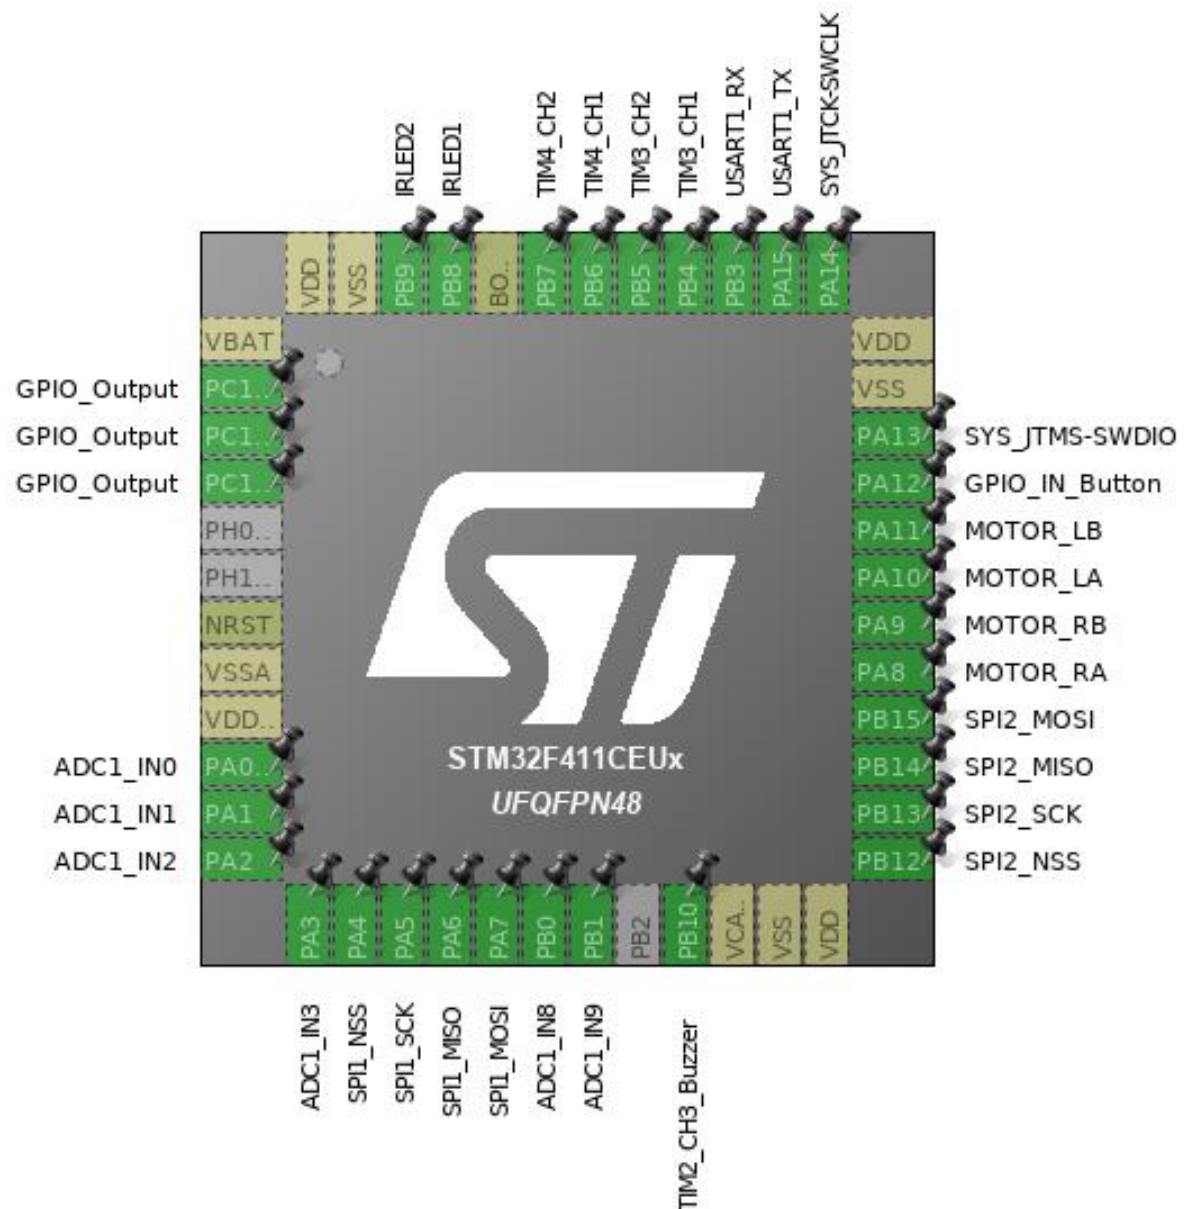 IRLED2
IRLED1
TIM4_CH2
TIM4_CH1
TIM3_CH2
TIM3_CH1
USART1_RX
USART1_TX
SYS_JTCK-SWCLK
VDD
VSS
PB9
PB8
BO..
PB7
PB6
PB5
PB4
PB3
PA15
PA14
VBAT
GPIO_Output PC1..
GPIO_Output PC1..
GPIO_Output PC1..
PH0..
PH1..
NRST
VSSA
VDD..
ADC1_IN0 PA0..
ADC1_IN1 PA1
ADC1_IN2 PA2
VDD
VSS
PA13 SYS_JTMS-SWDIO
PA12 GPIO_IN_Button
PA11 MOTOR_LB
PA10 MOTOR_LA
PA9 MOTOR_RB
PA8 MOTOR_RA
PB15 SPI2_MOSI
PB14 SPI2_MISO
PB13 SPI2_SCK
PB12 SPI2_NSS
ST
STM32F411CEUx
UFQFPN48
PA3
PA4
PA5
PA6
PA7
PB0
PB1
PB2
PB10
VCA..
VSS
VDD
ADC1_IN3
SPI1_NSS
SPI1_SCK
SPI1_MISO
SPI1_MOSI
ADC1_IN8
ADC1_IN9
TIM2_CH3_Buzzer